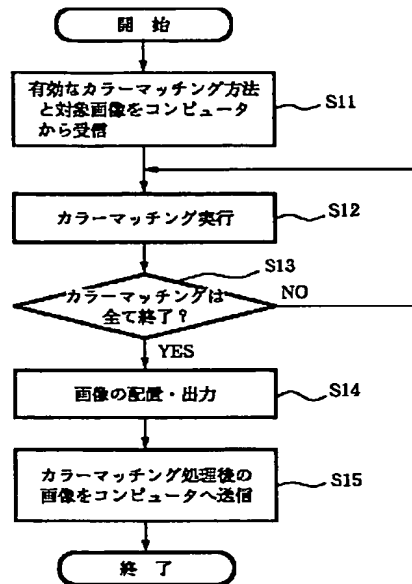 開始
有効なカラーマッチング方法
と対象画像をコンピュータ
から受信
S11
カラーマッチング実行
S12
S13
カラーマッチングは
全て終了？
NO
YES
画像の配置・出力
S14
カラーマッチング処理後の
画像をコンピュータへ送信
S15
終了